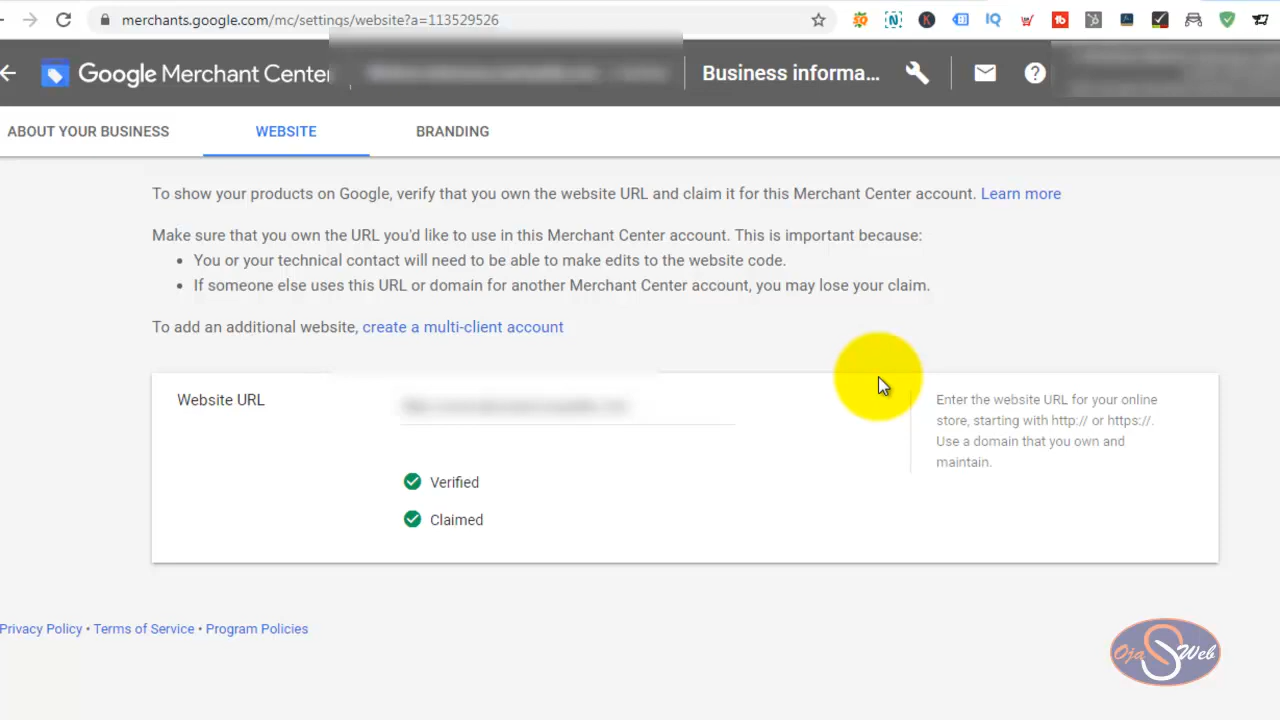 merchants.google.com/mc/settings/website?a=113529526
Google Merchant Center
Business informa...
ABOUT YOUR BUSINESS
WEBSITE
BRANDING
To show your products on Google, verify that you own the website URL and claim it for this Merchant Center account. Learn more
Make sure that you own the URL you'd like to use in this Merchant Center account. This is important because:
• You or your technical contact will need to be able to make edits to the website code.
• If someone else uses this URL or domain for another Merchant Center account, you may lose your claim.
To add an additional website, create a multi-client account
Website URL
Enter the website URL for your online
store, starting with http:// or https://.
Use a domain that you own and
maintain.
Verified
Claimed
Privacy Policy • Terms of Service • Program Policies
Oja S Web